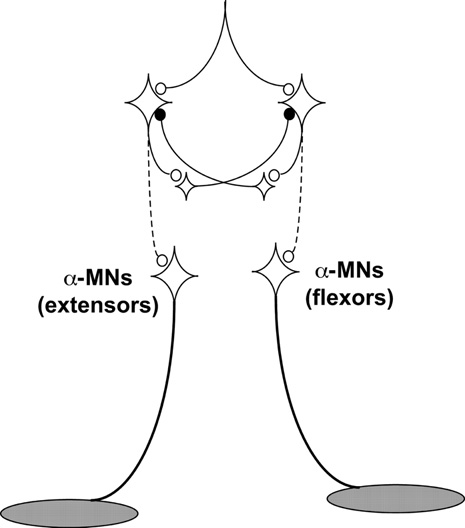 α-MNs
(extensors)
α-MNs
(flexors)